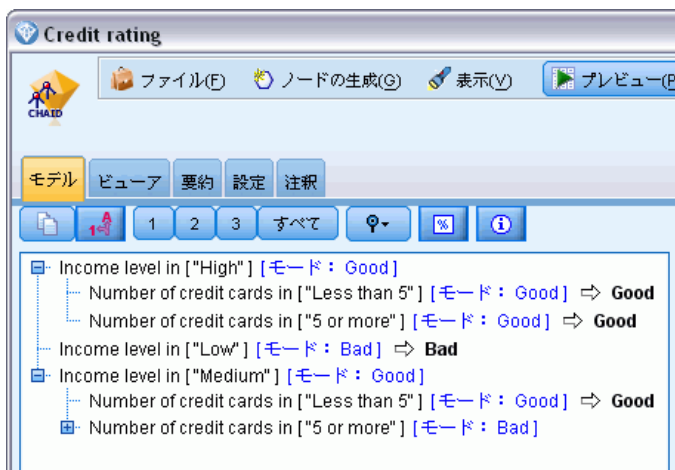 Credit rating
CHAID ファイル(F) ノードの生成(G) 表示(V) プレビュー(P
モデル ビューア 要約 設定 注釈
1 A 1 2 3 すべて % i
Income level in ["High"] [モード： Good]
Number of credit cards in ["Less than 5"] [モード： Good] ⇨ Good
Number of credit cards in ["5 or more"] [モード： Good] ⇨ Good
Income level in ["Low"] [モード： Bad] ⇨ Bad
Income level in ["Medium"] [モード： Good]
Number of credit cards in ["Less than 5"] [モード： Good] ⇨ Good
Number of credit cards in ["5 or more"] [モード： Bad]